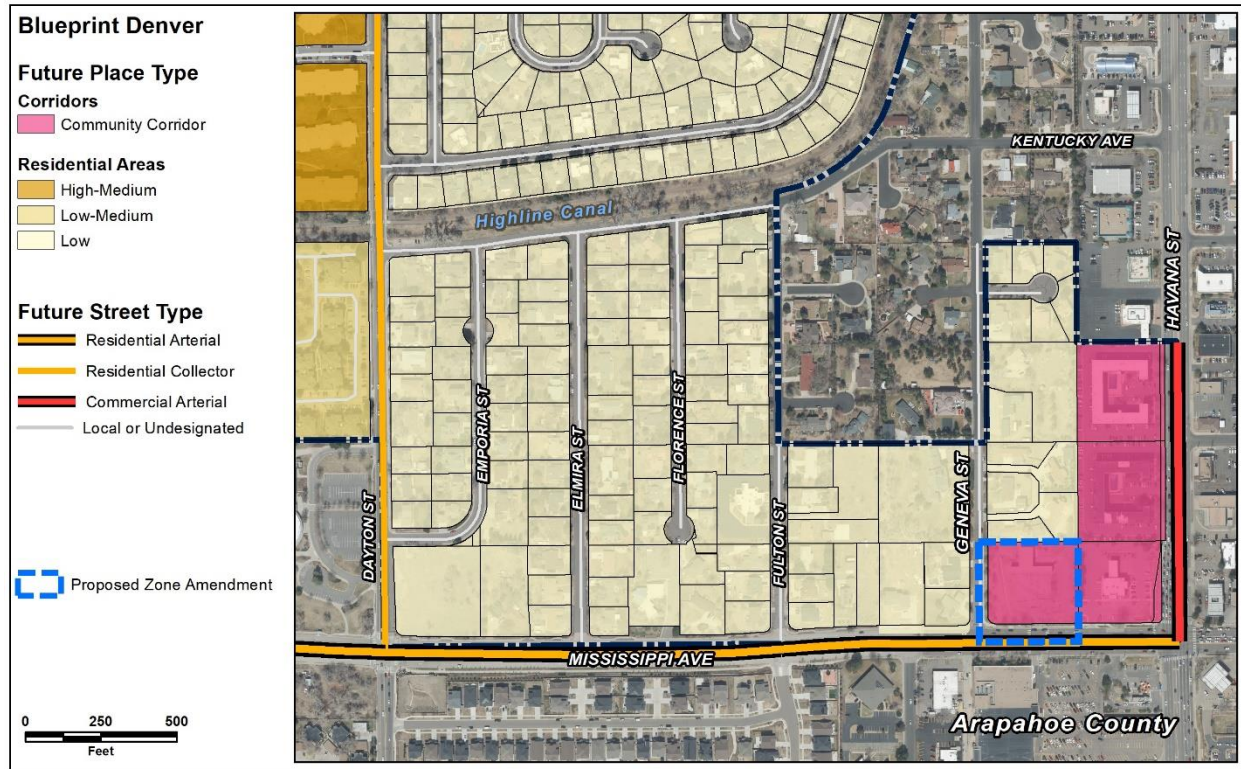 Blueprint Denver
Future Place Type
Corridors
Community Corridor
Residential Areas
High-Medium
Low-Medium
Low
Future Street Type
Residential Arterial
Residential Collector
Commercial Arterial
Local or Undesignated
Proposed Zone Amendment
0 250 500
Feet
KENTUCKY AVE
Highline Canal
HAVANA ST
EMPORIA ST
ELMIRA ST
FLORENCE ST
DAYTON ST
FULTON ST
GENEVA ST
MISSISSIPPI AVE
Arapahoe County